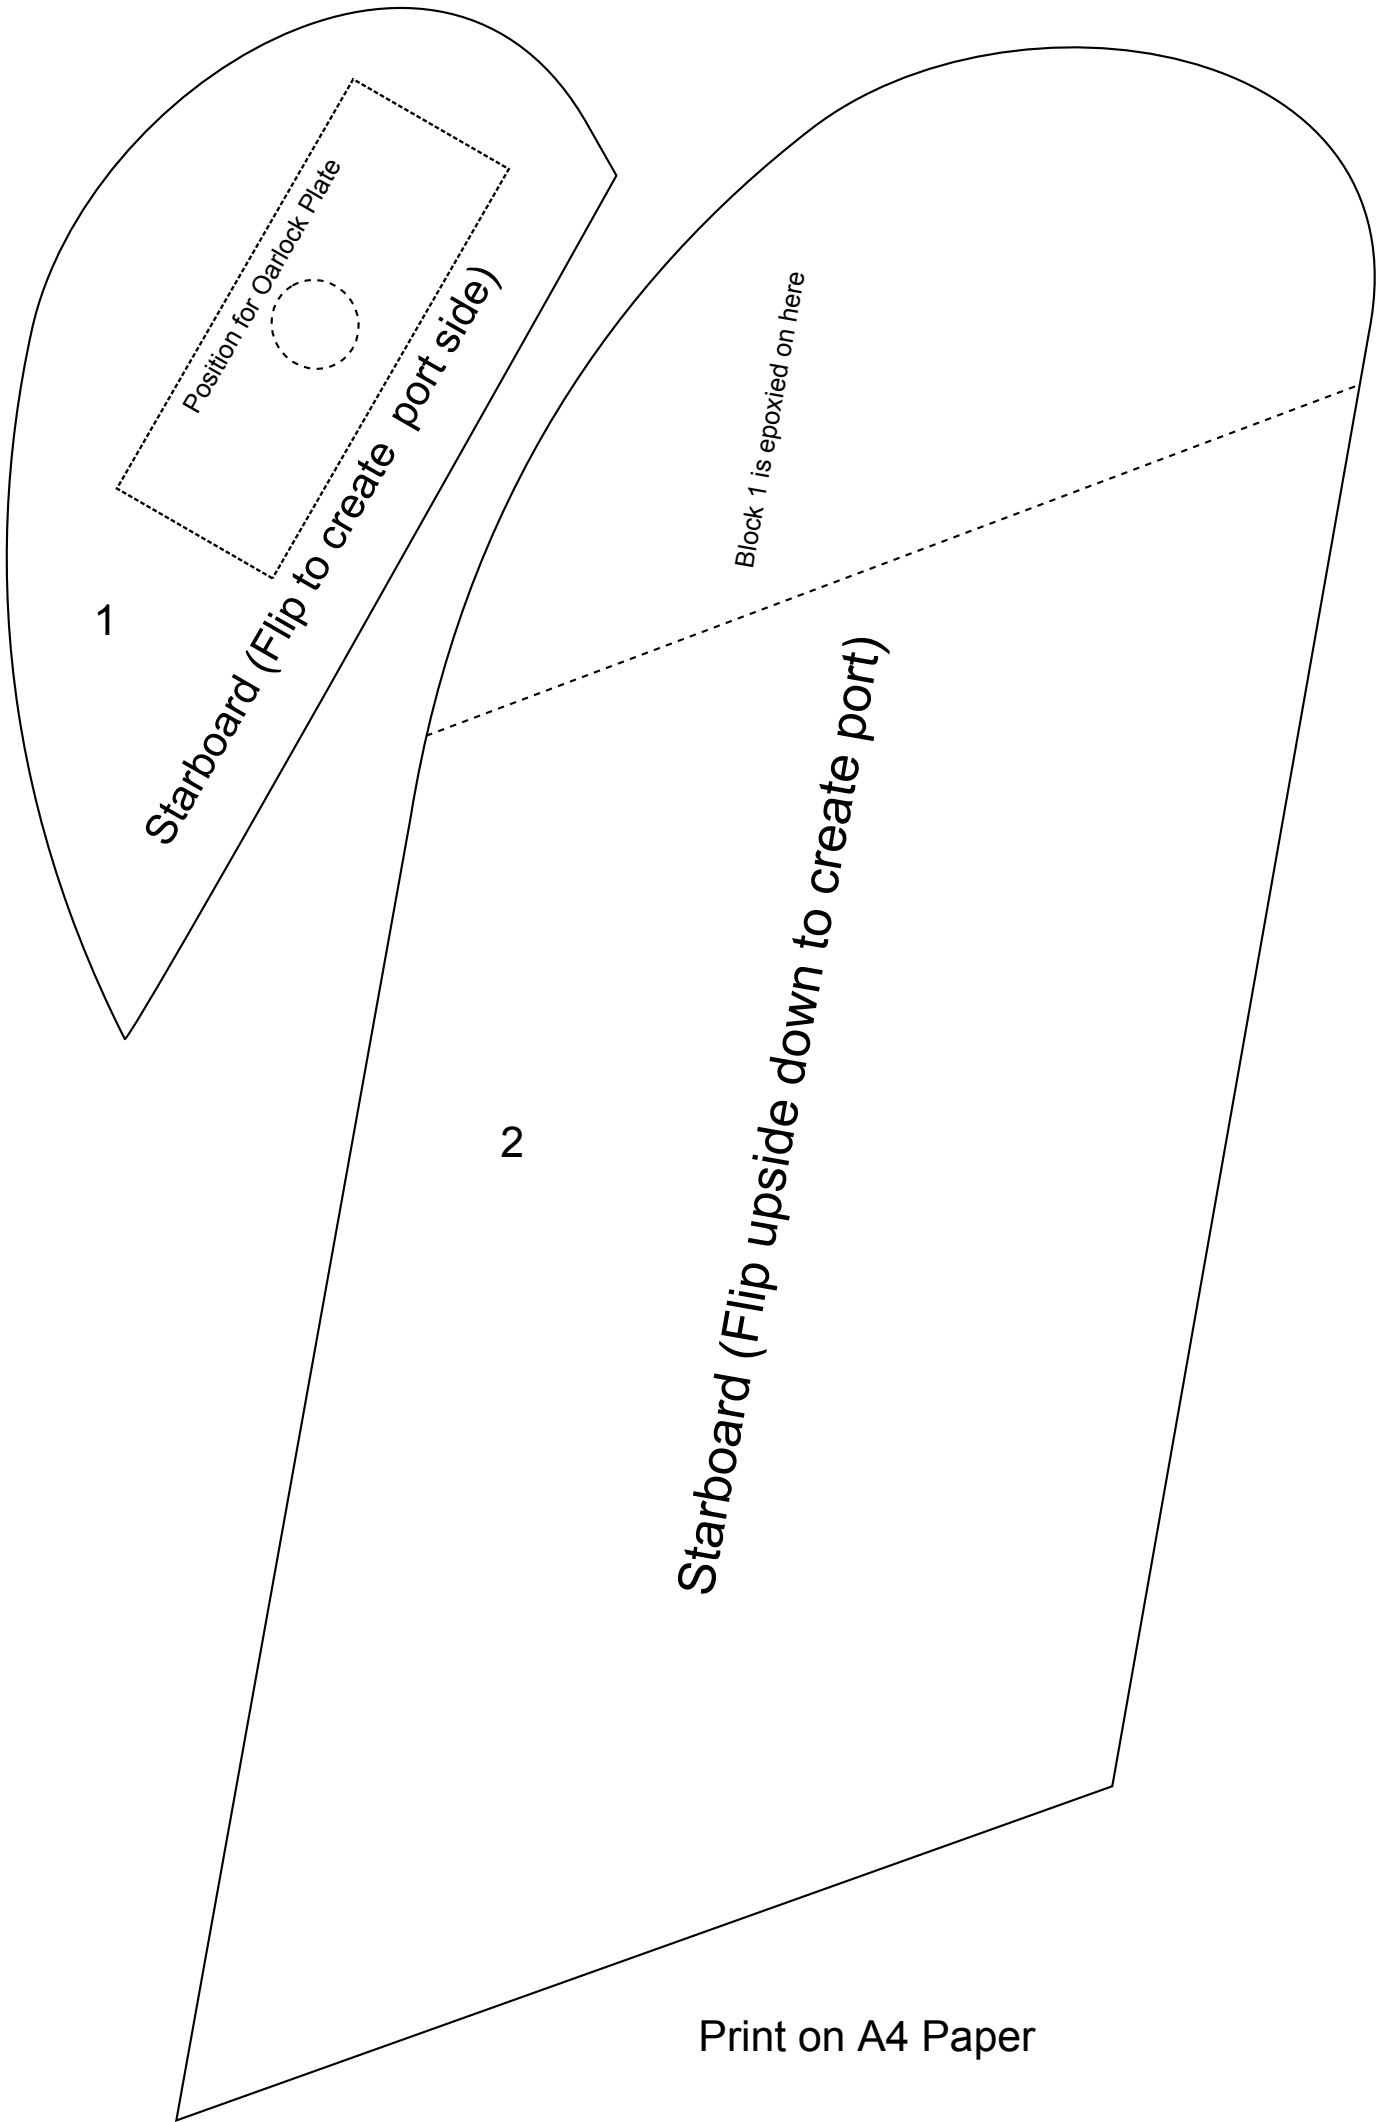 Position for Oarlock Plate
Starboard (Flip to create  port side)
1
Block 1 is epoxied on here
Starboard (Flip upside down to create port)
2
Print on A4 Paper